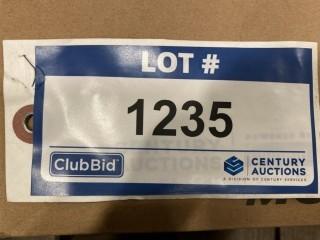 LOT #
1235
ClubBid
CENTURY
AUCTIONS
A DIVISION OF CENTURY SERVICES